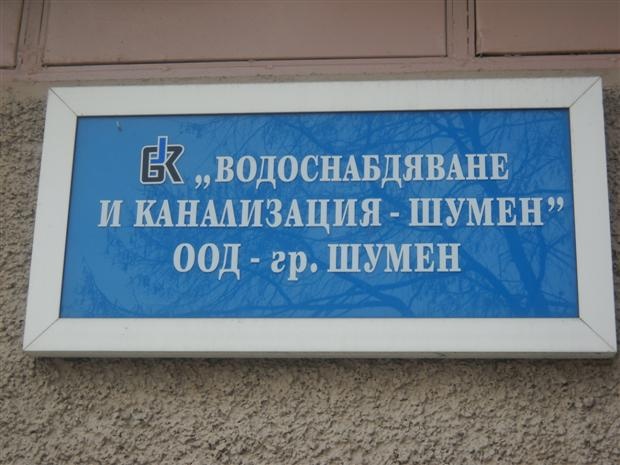 „ВОДОСНАБДЯВАНЕ
И КАНАЛИЗАЦИЯ - ШУМЕН”
ООД - гр. ШУМЕН